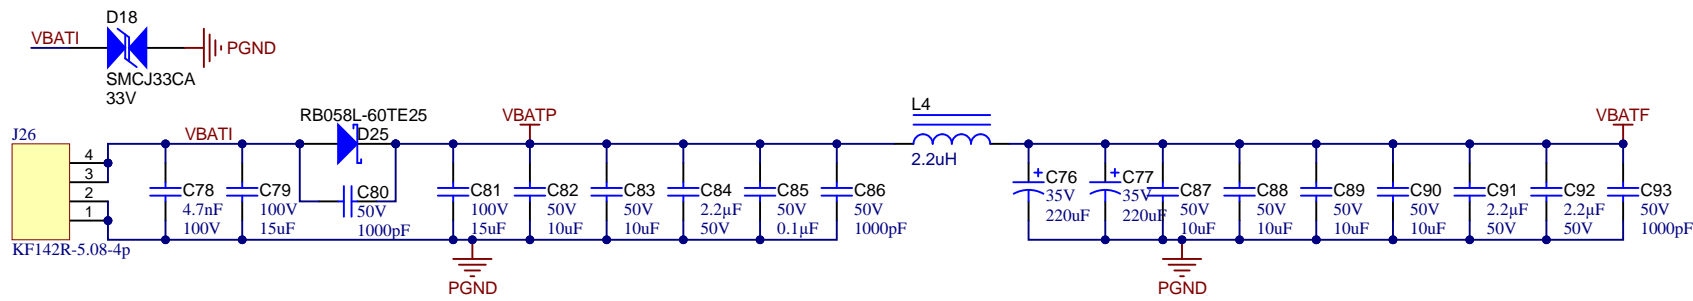 D18
VBATI
PGND
SMCJ33CA
33V
J26
4
3
2
1
KF142R-5.08-4p
VBATI
RB058L-60TE25
D25
C78
4.7nF
100V
C79
100V
15uF
C80
50V
1000pF
C81
100V
15uF
PGND
VBATP
C82
50V
10uF
C83
50V
10uF
C84
2.2µF
50V
C85
50V
0.1µF
C86
50V
1000pF
L4
2.2uH
+
C76
35V
220uF
+
C77
35V
220uF
C87
50V
10uF
PGND
C88
50V
10uF
C89
50V
10uF
C90
50V
10uF
C91
2.2µF
50V
C92
2.2µF
50V
VBATF
C93
50V
1000pF